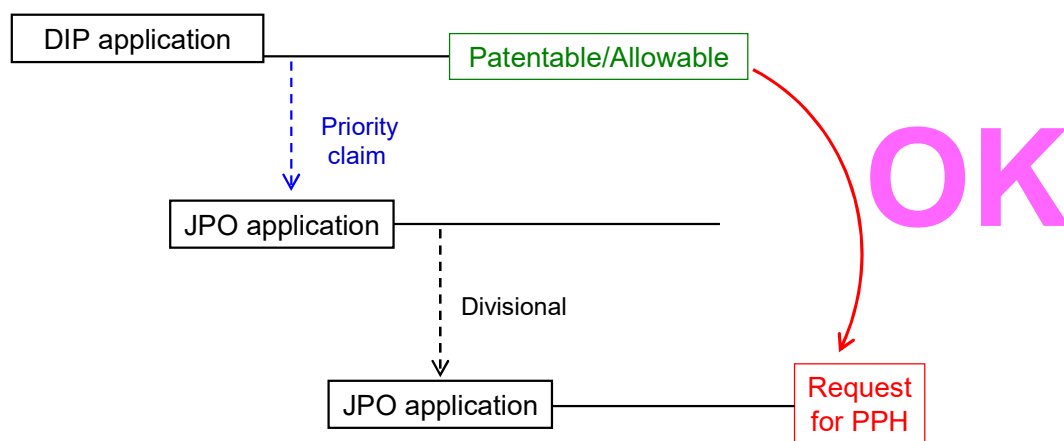 DIP application
Patentable/Allowable
Priority
claim
OK
JPO application
Divisional
JPO application
Request
for PPH